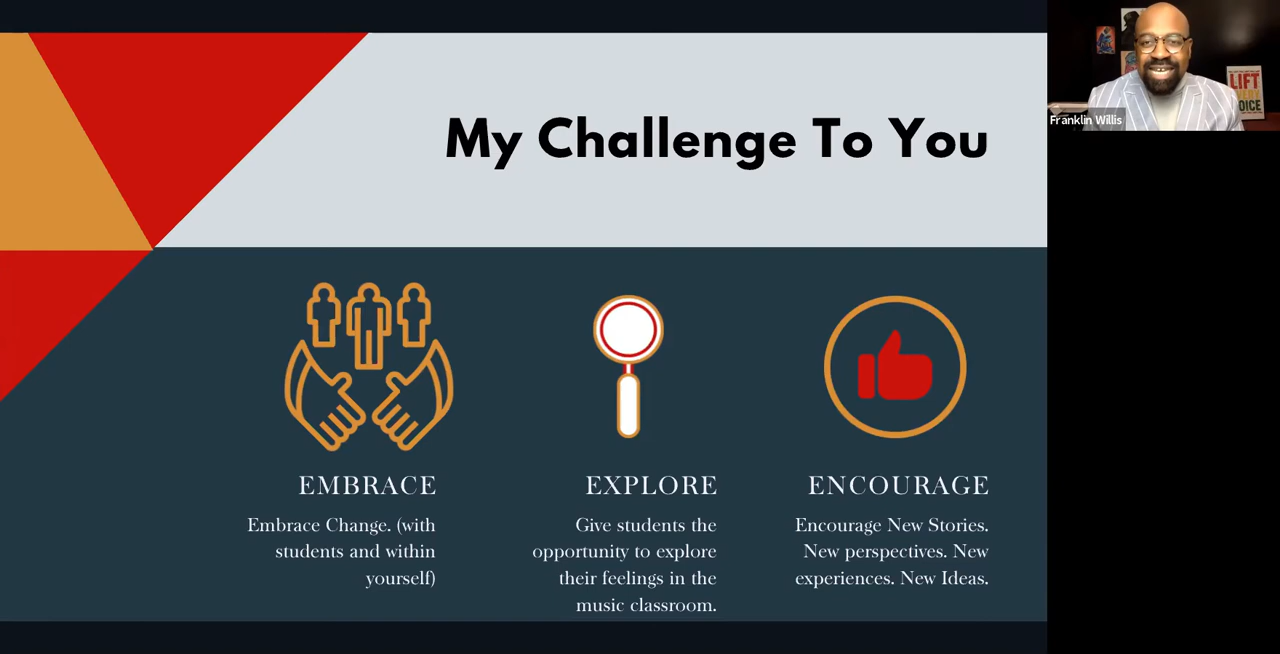 My Challenge To You
Franklin Willis
LIFT
EMBRACE
Embrace Change. (with
students and within
yourself)
EXPLORE
Give students the
opportunity to explore
their feelings in the
music classroom.
ENCOURAGE
Encourage New Stories.
New perspectives. New
experiences. New Ideas.